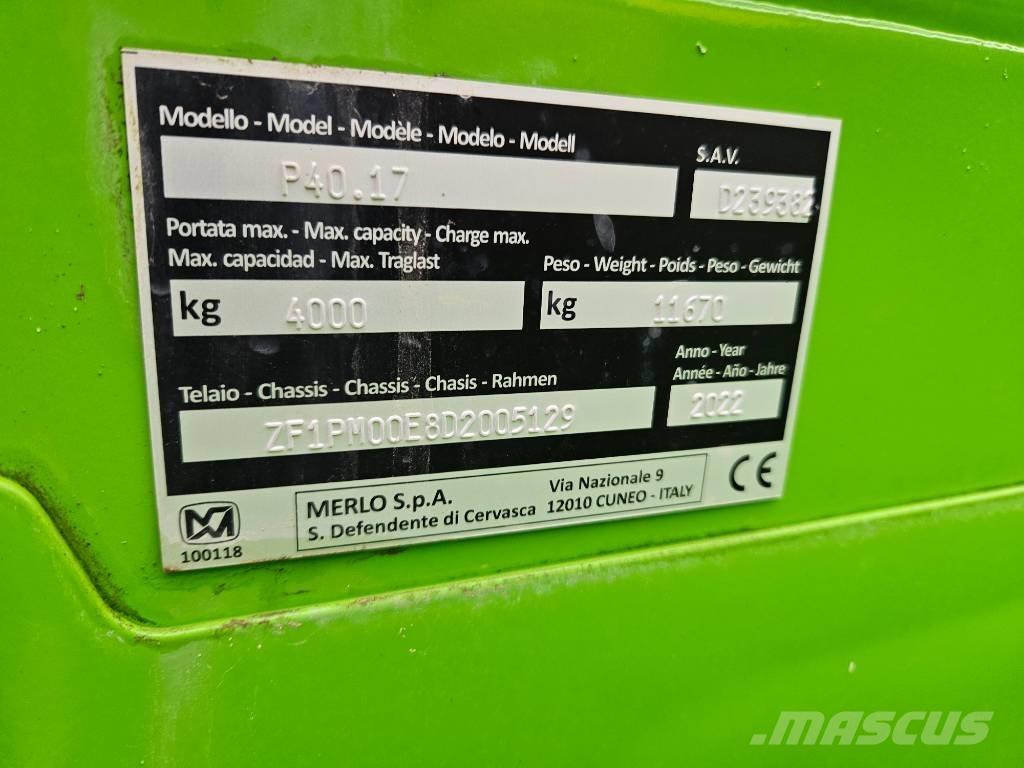 Modello - Model - Modèle - Modelo - Modell
S.A.V.
P40.17
D239382
Portata max. - Max. capacity - Charge max.
Max. capacidad - Max. Traglast
Peso - Weight - Poids - Peso - Gewicht
kg 4000
kg 11670
Anno - Year
Année - Año - Jahre
Telaio - Chassis - Chassis - Chasis - Rahmen
ZF1PM00E8D2005129
2022
MERLO S.p.A.
S. Defendente di Cervasca
Via Nazionale 9
12010 CUNEO - ITALY
CE
100118
MASCUS